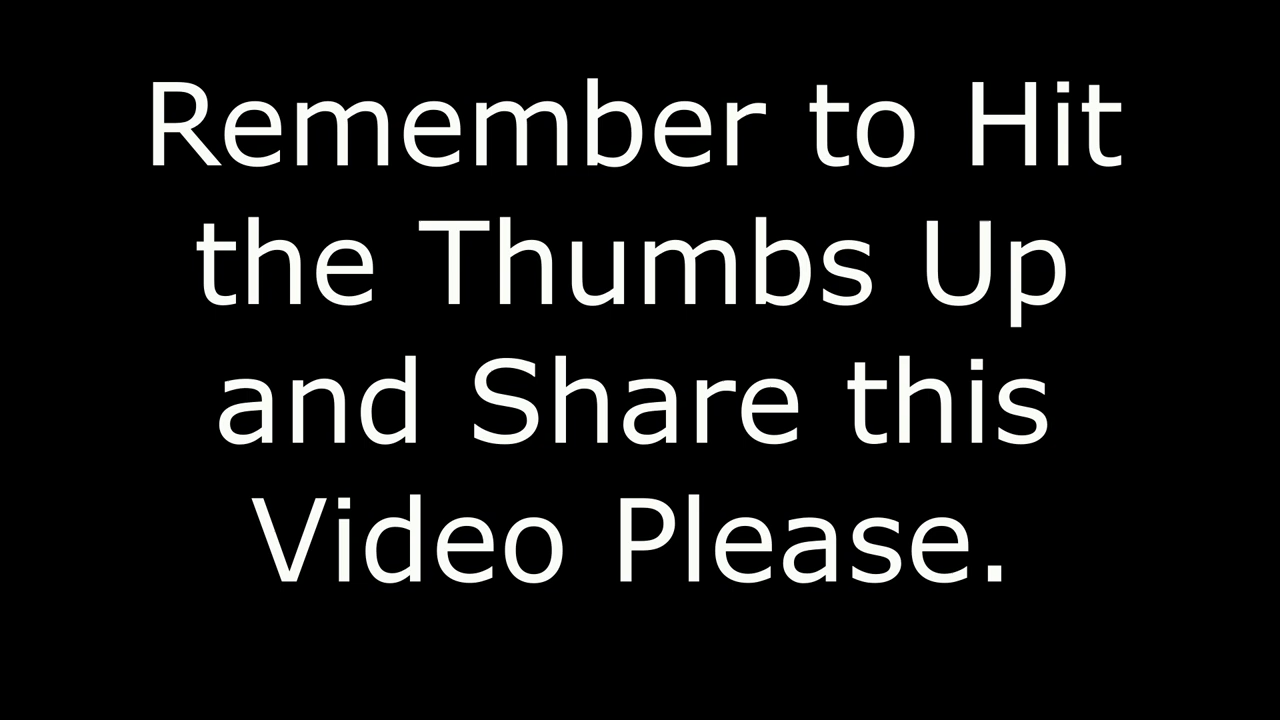 Remember to Hit
the Thumbs Up
and Share this
Video Please.